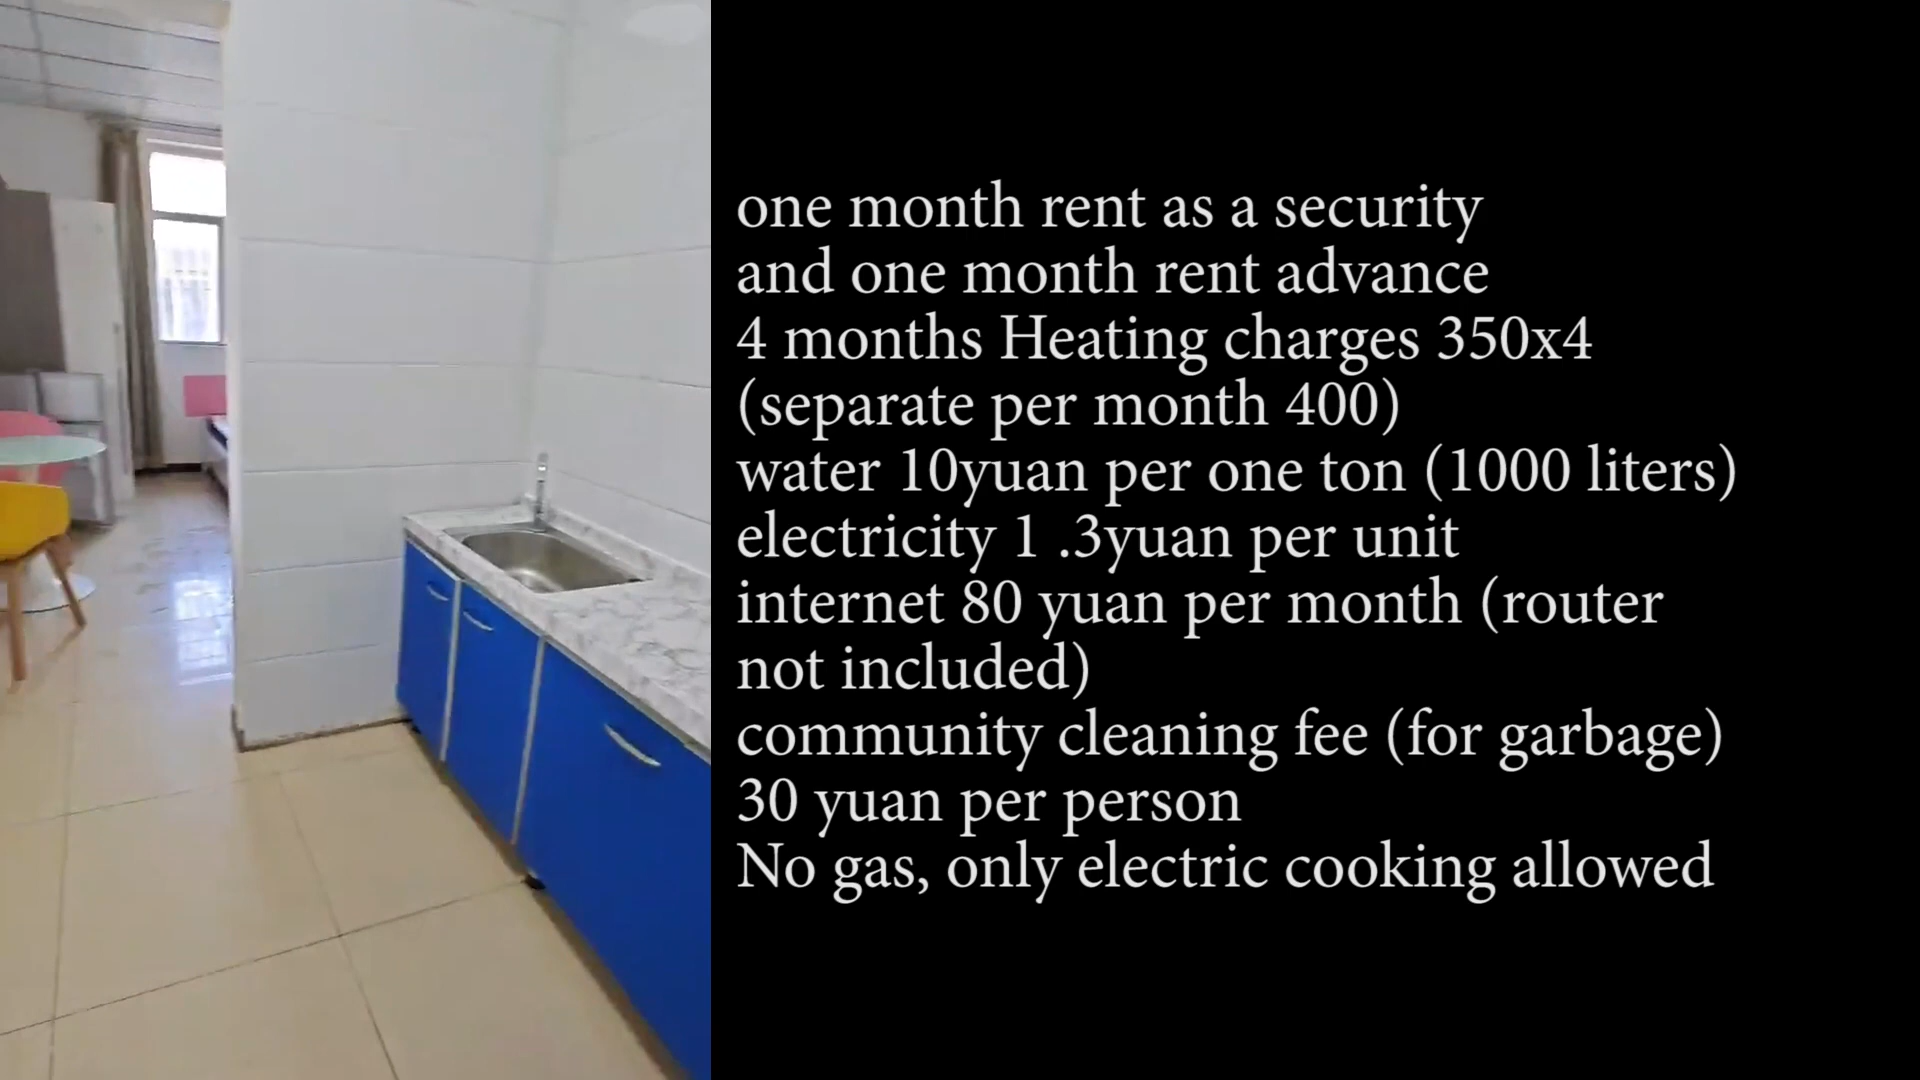 one month rent as a security
and one month rent advance
4 months Heating charges 350x4
(separate per month 400)
water 10yuan per one ton (1000 liters)
electricity 1 .3yuan per unit
internet 80 yuan per month (router
not included)
community cleaning fee (for garbage)
30 yuan per person
No gas, only electric cooking allowed